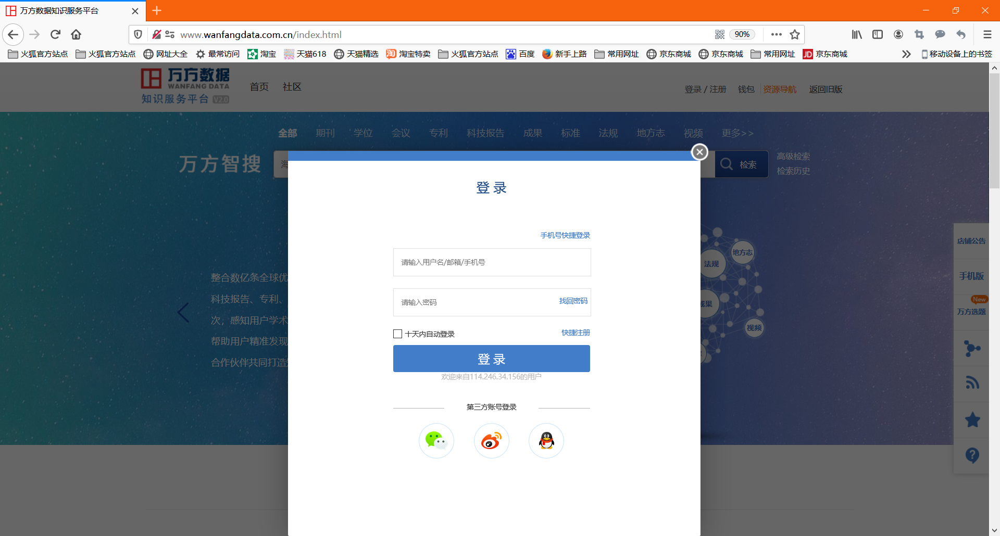 万方数据知识服务平台
www.wanfangdata.com.cn/index.html
90%
火狐官方站点 火狐官方站点 网址大全 最常访问 淘宝 天猫618 天猫精选 淘宝特卖 火狐官方站点 百度 新手上路 常用网址 京东商城 京东商城 常用网址 JD 京东商城 移动设备上的书签
万方数据
WANFANG DATA
知识服务平台 V2.0
首页 社区
登录 / 注册 钱包 资源导航 返回旧版
全部 期刊 学位 会议 专利 科技报告 成果 标准 法规 地方志 视频 更多>>
万方智搜
海
检索
高级检索
检索历史
登录
手机号快捷登录
请输入用户名/邮箱/手机号
请输入密码
找回密码
十天内自动登录
快捷注册
登录
欢迎来自114.246.34.156的用户
第三方账号登录
整合数亿条全球优
科技报告、专利、
次，感知用户学术
帮助用户精准发现
合作伙伴共同打造
地方志
法规
成果
视频
店铺公告
手机版
New
万方选题